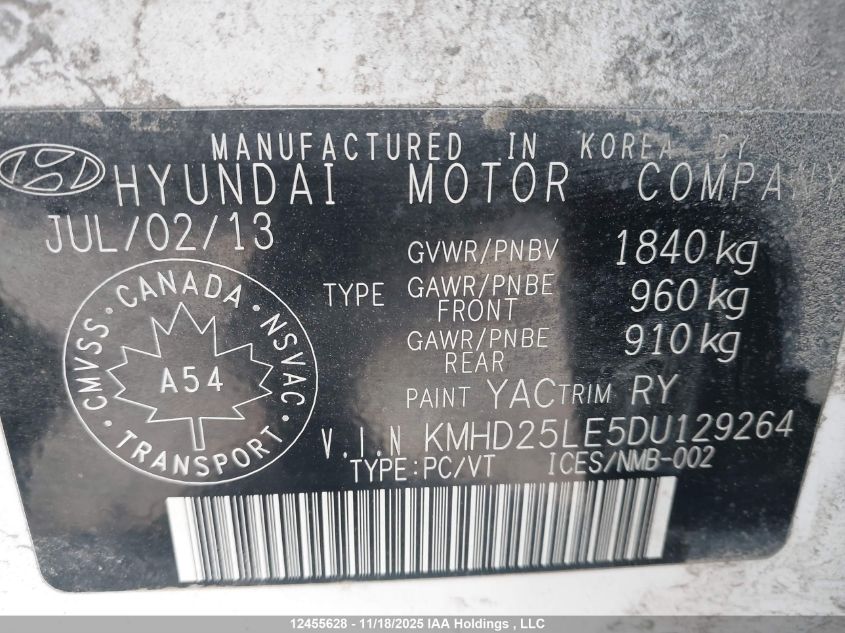 MANUFACTURED IN KOREA BY
HYUNDAI MOTOR COMPANY
JUL/02/13
GVWR/PNBV 1840 kg
TYPE GAWR/PNBE FRONT 960 kg
GAWR/PNBE REAR 910 kg
PAINT YAC TRIM RY
V.I.N KMHD25LE5DU129264
TYPE:PC/VT ICES/NMB-002
CMVSS · CANADA · NSVAC · TRANSPORT ·
A54
12455628 - 11/18/2025 IAA Holdings , LLC